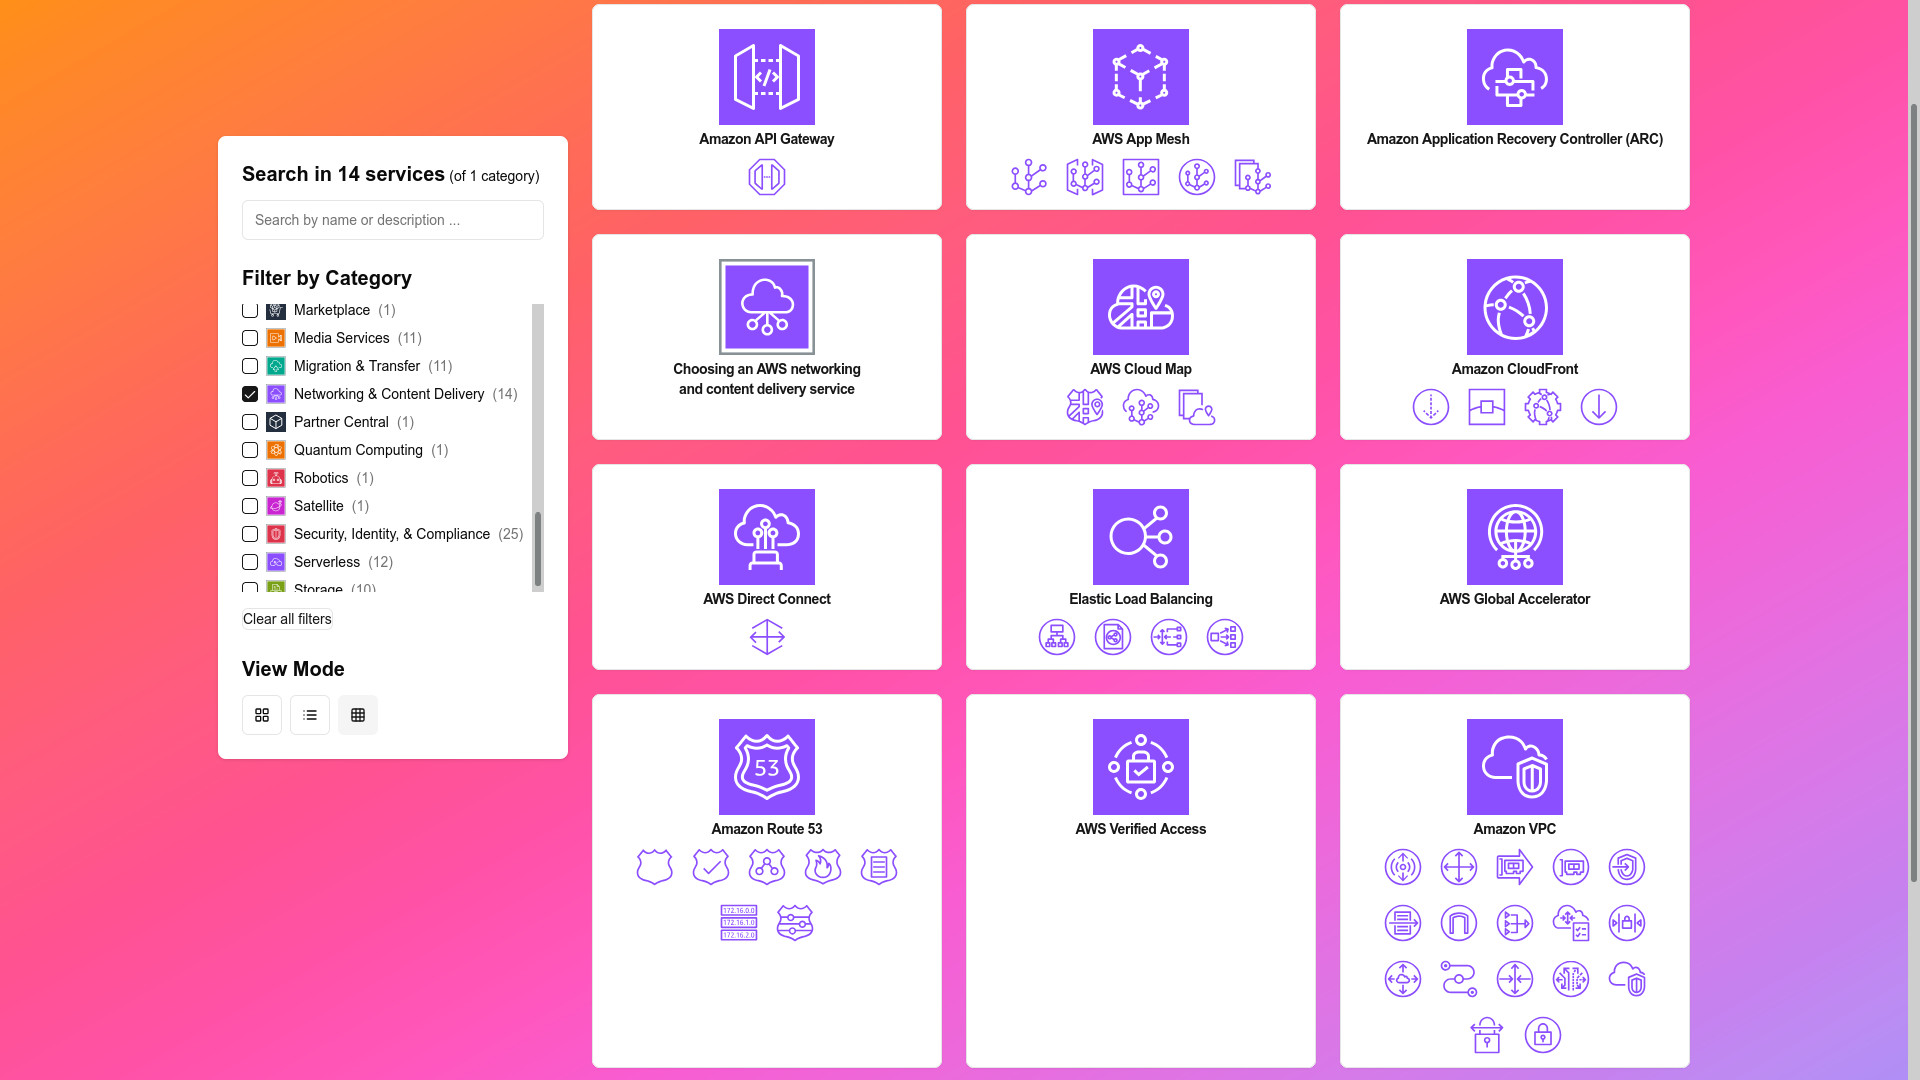 Search in 14 services (of 1 category)
Search by name or description ...
Filter by Category
Marketplace (1)
Media Services (11)
Migration & Transfer (11)
Networking & Content Delivery (14)
Partner Central (1)
Quantum Computing (1)
Robotics (1)
Satellite (1)
Security, Identity, & Compliance (25)
Serverless (12)
Storage (10)
Clear all filters
View Mode
Amazon API Gateway
AWS App Mesh
Amazon Application Recovery Controller (ARC)
Choosing an AWS networking
and content delivery service
AWS Cloud Map
Amazon CloudFront
AWS Direct Connect
Elastic Load Balancing
AWS Global Accelerator
53
Amazon Route 53
172.16.0.0
172.16.1.0
172.16.2.0
AWS Verified Access
Amazon VPC